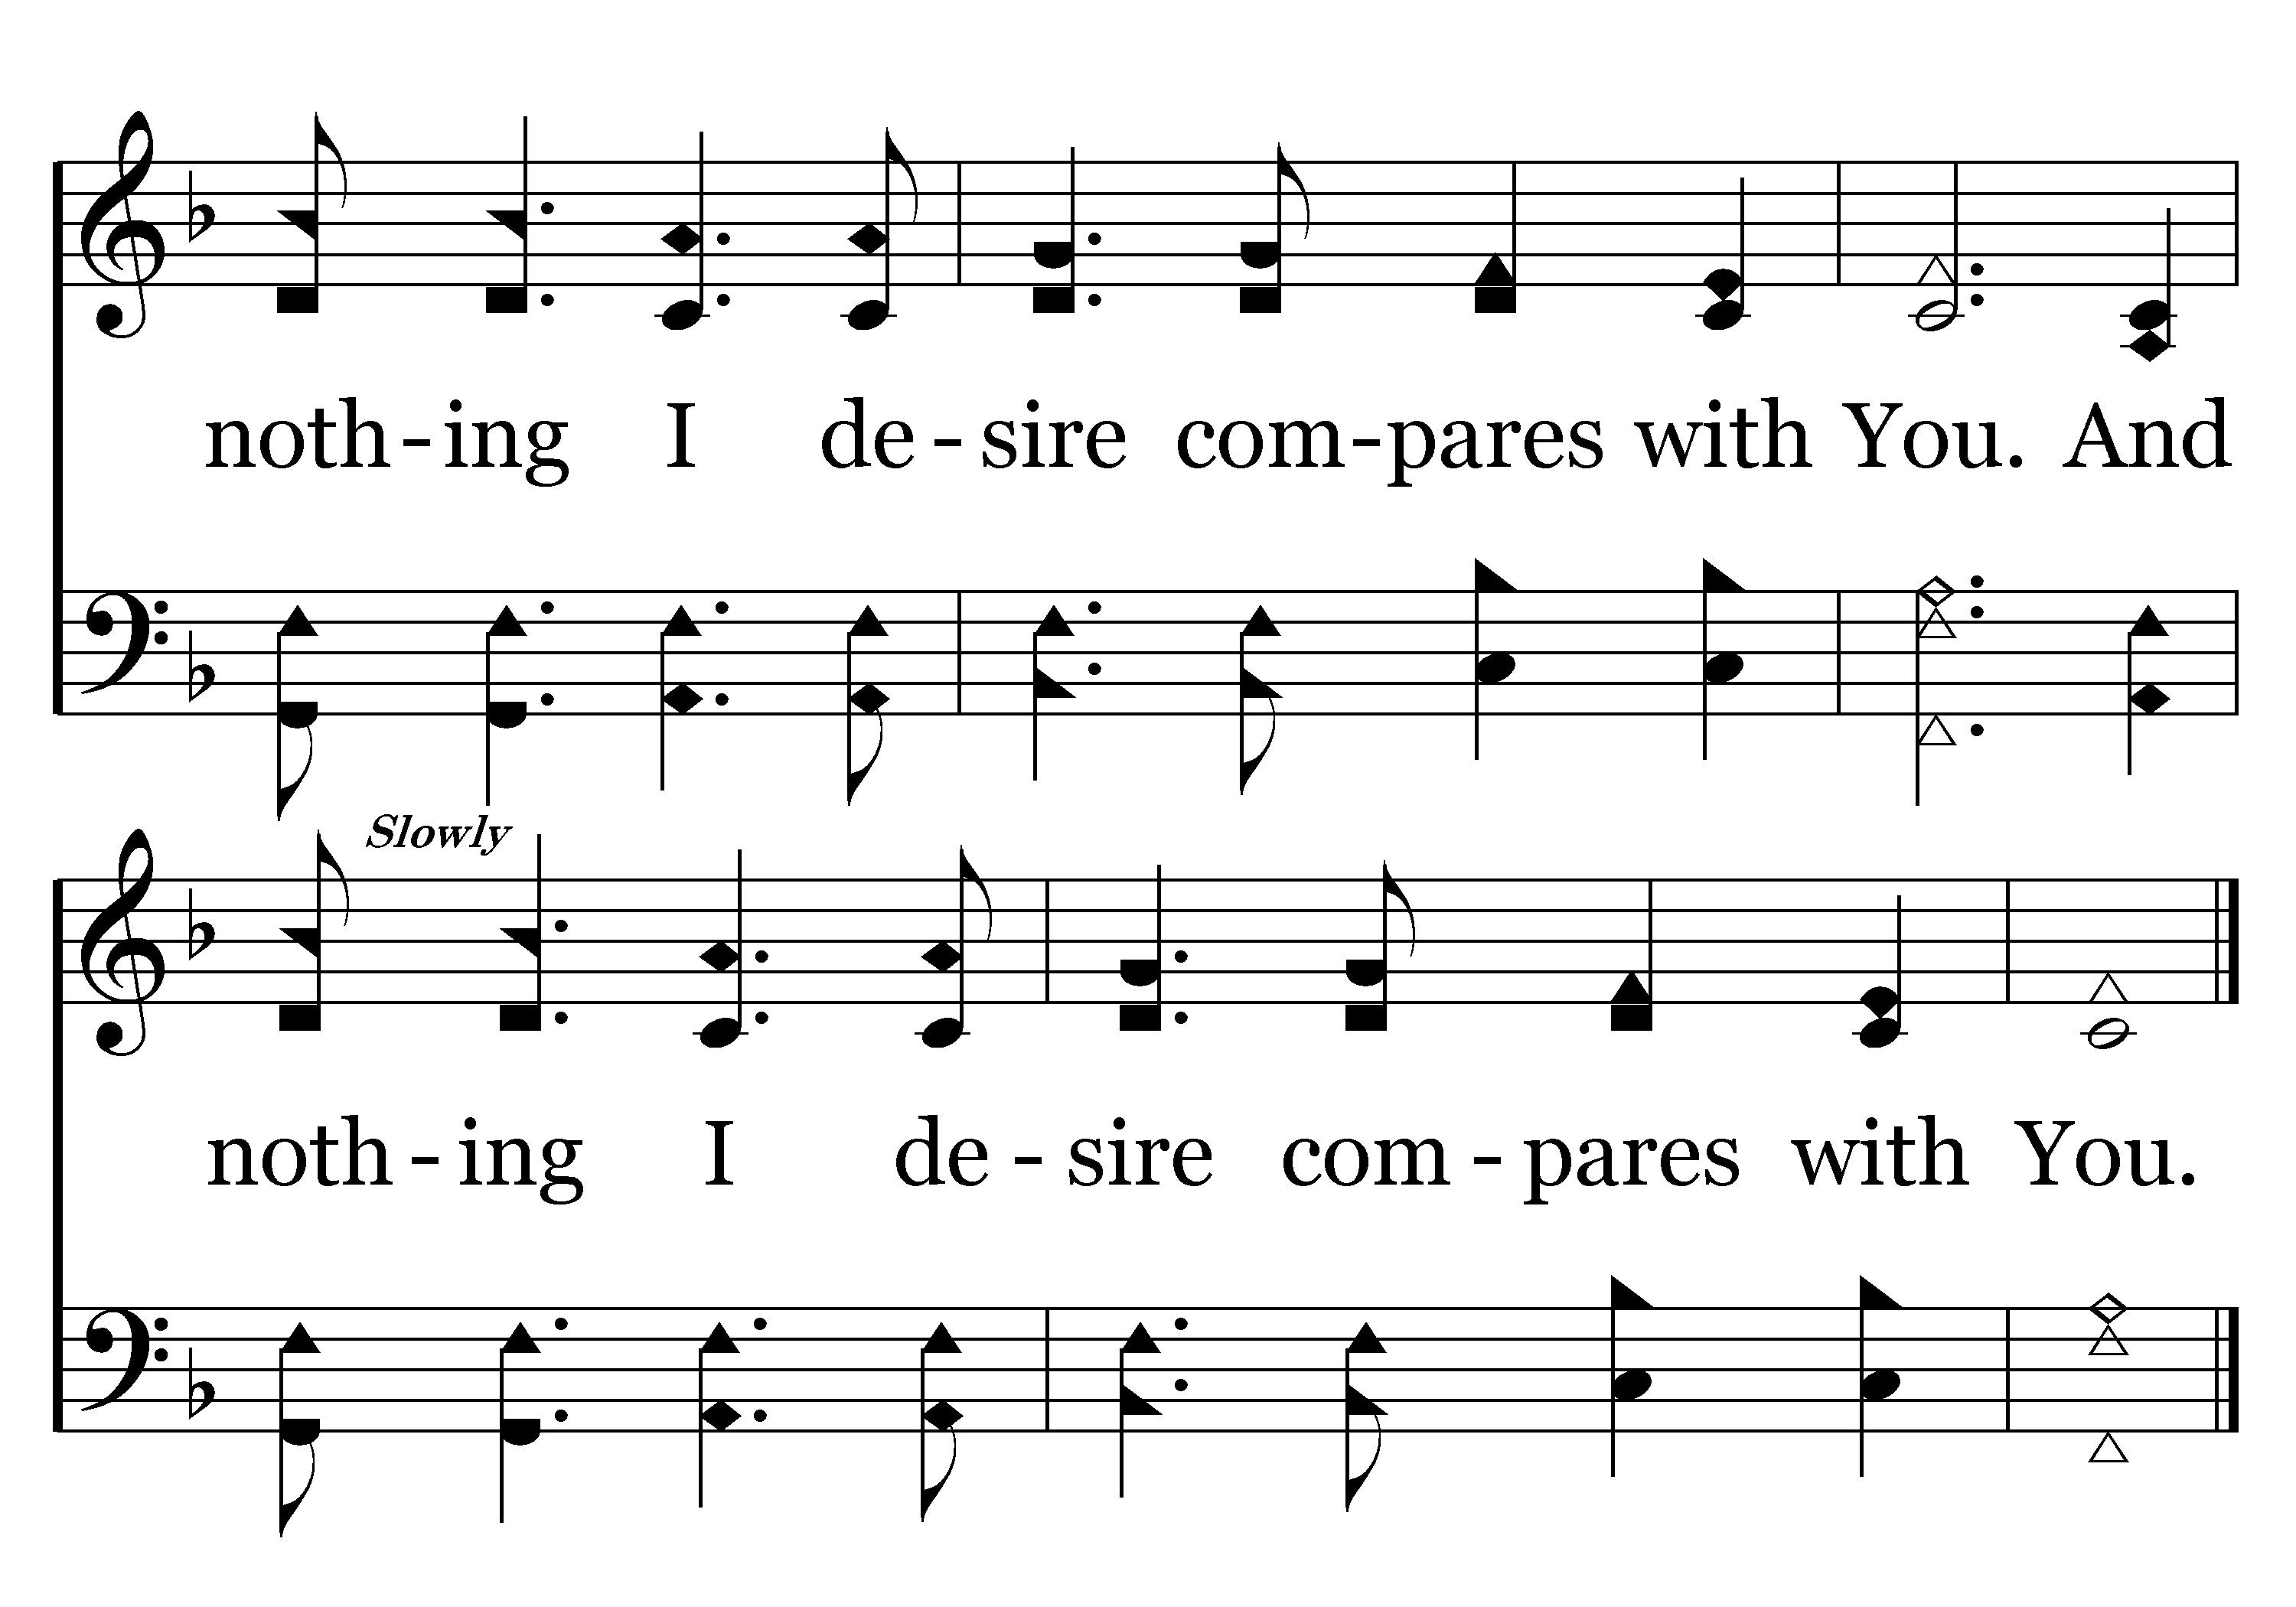 noth-ing I de-sire com-pares with You. And
Slowly
noth-ing I de-sire com-pares with You.